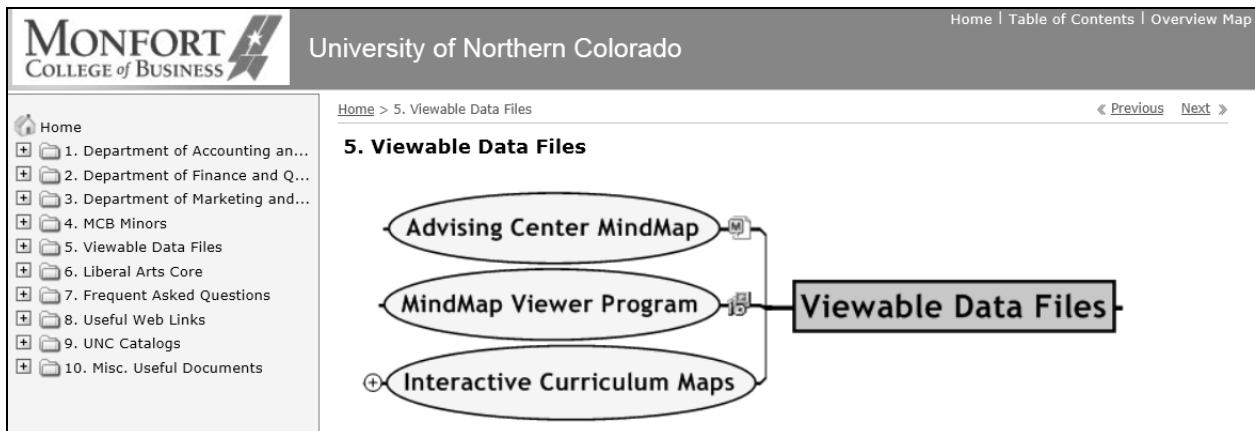 MONFORT
COLLEGE of BUSINESS
University of Northern Colorado
Home | Table of Contents | Overview Map
Home
1. Department of Accounting an...
2. Department of Finance and Q...
3. Department of Marketing and...
4. MCB Minors
5. Viewable Data Files
6. Liberal Arts Core
7. Frequent Asked Questions
8. Useful Web Links
9. UNC Catalogs
10. Misc. Useful Documents
Home > 5. Viewable Data Files
« Previous Next »
5. Viewable Data Files
Advising Center MindMap
MindMap Viewer Program
Interactive Curriculum Maps
Viewable Data Files